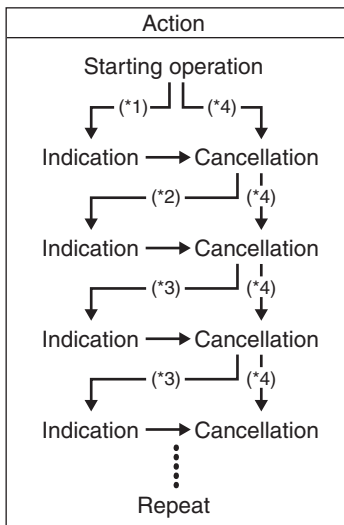 Action
Starting operation
(*1) (*4)
Indication Cancellation
(*2) (*4)
Indication Cancellation
(*3) (*4)
Indication Cancellation
(*3) (*4)
Indication Cancellation
Repeat